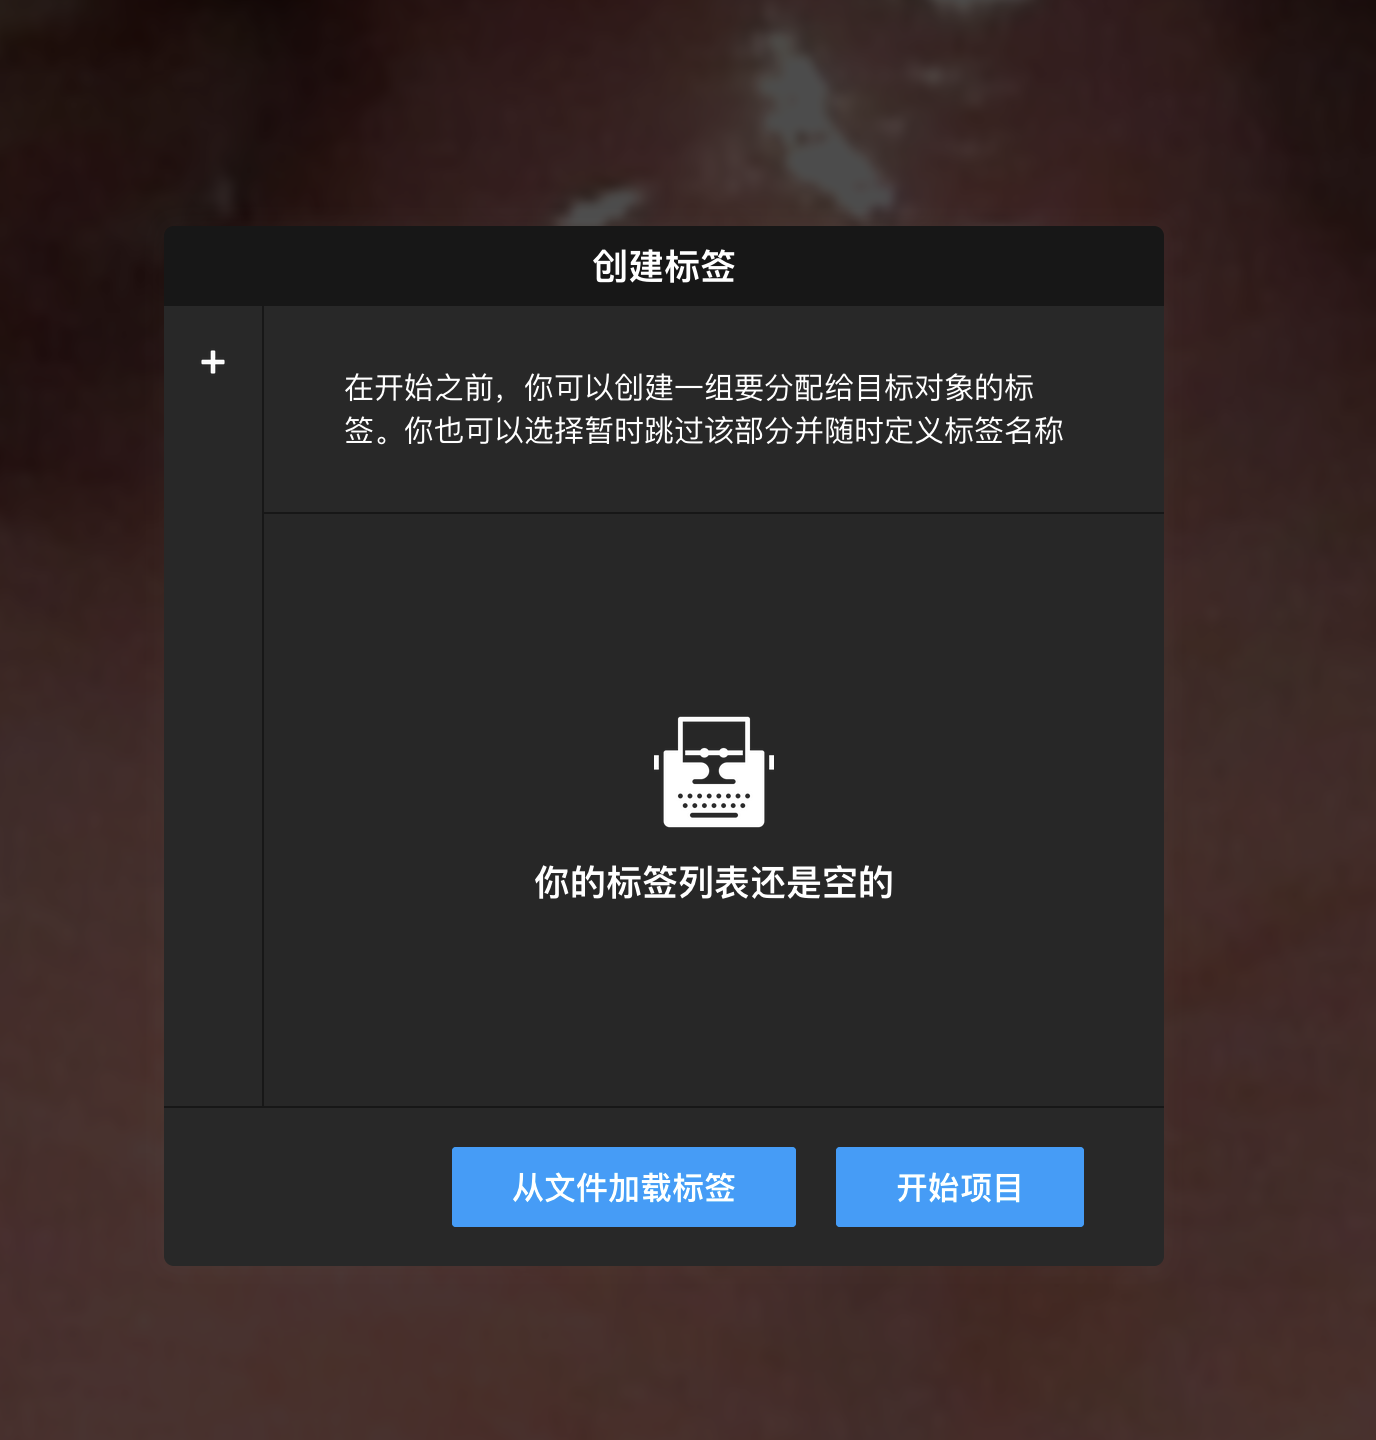 创建标签
在开始之前，你可以创建一组要分配给目标对象的标
签。你也可以选择暂时跳过该部分并随时定义标签名称
你的标签列表还是空的
从文件加载标签
开始项目